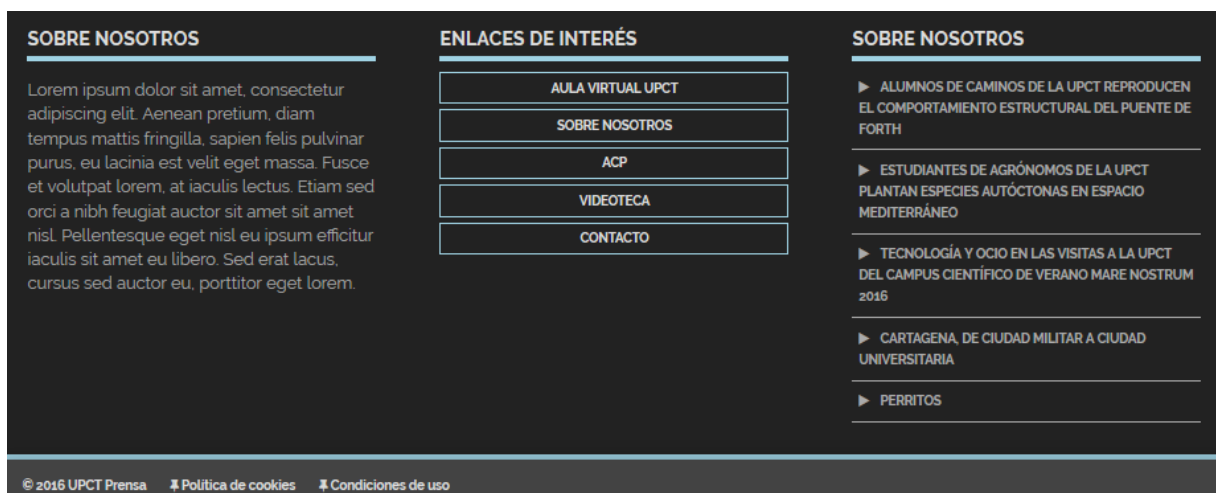 SOBRE NOSOTROS
Lorem ipsum dolor sit amet, consectetur
adipiscing elit. Aenean pretium, diam
tempus mattis fringilla, sapien felis pulvinar
purus, eu lacinia est velit eget massa. Fusce
et volutpat lorem, at iaculis lectus. Etiam sed
orci a nibh feugiat auctor sit amet sit amet
nisl. Pellentesque eget nisl eu ipsum efficitur
iaculis sit amet eu libero. Sed erat lacus,
cursus sed auctor eu, porttitor eget lorem.
ENLACES DE INTERÉS
AULA VIRTUAL UPCT
SOBRE NOSOTROS
ACP
VIDEOTECA
CONTACTO
SOBRE NOSOTROS
ALUMNOS DE CAMINOS DE LA UPCT REPRODUCEN
EL COMPORTAMIENTO ESTRUCTURAL DEL PUENTE DE
FORTH
ESTUDIANTES DE AGRÓNOMOS DE LA UPCT
PLANTAN ESPECIES AUTÓCTONAS EN ESPACIO
MEDITERRÁNEO
TECNOLOGÍA Y OCIO EN LAS VISITAS A LA UPCT
DEL CAMPUS CIENTÍFICO DE VERANO MARE NOSTRUM
2016
CARTAGENA, DE CIUDAD MILITAR A CIUDAD
UNIVERSITARIA
PERRITOS
© 2016 UPCT Prensa Política de cookies Condiciones de uso